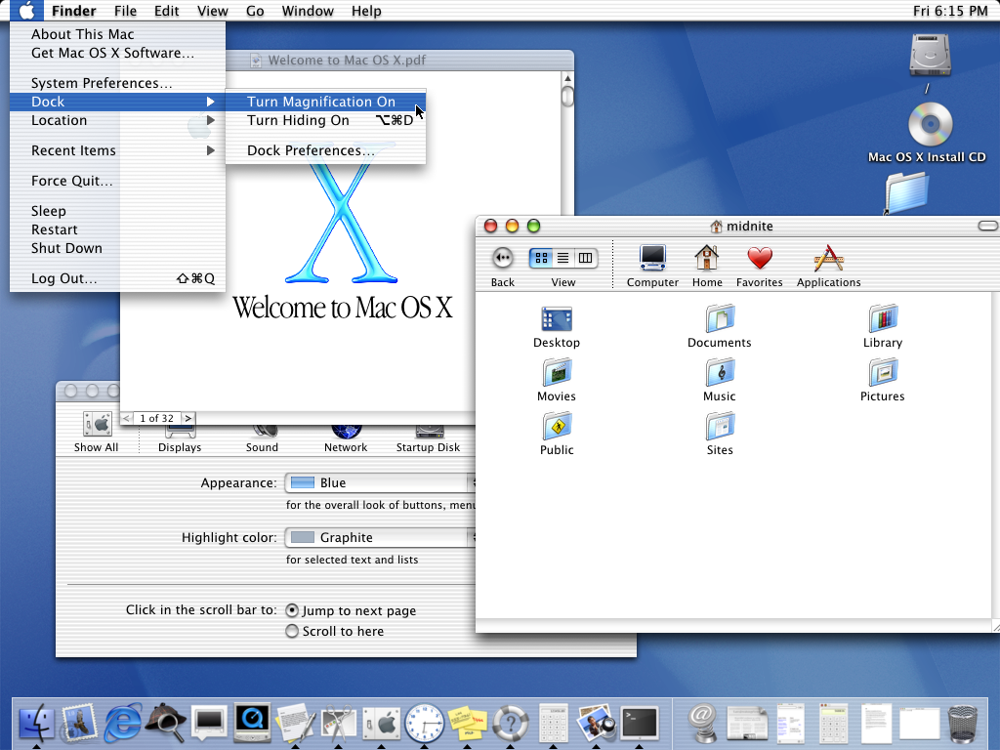 Finder File Edit View Go Window Help Fri 6:15 PM
About This Mac
Get Mac OS X Software...
System Preferences...
Dock
Location
Recent Items
Force Quit...
Sleep
Restart
Shut Down
Log Out... ⇧⌘Q
Turn Magnification On
Turn Hiding On ⌥⌘D
Dock Preferences...
Welcome to Mac OS X.pdf
X
Welcome to Mac OS X
1 of 32
/
Mac OS X Install CD
midnite
Back View Computer Home Favorites Applications
Desktop Documents Library
Movies Music Pictures
Public Sites
Show All Displays Sound Network Startup Disk
Appearance: Blue
for the overall look of buttons, menu
Highlight color: Graphite
for selected text and lists
Click in the scroll bar to: Jump to next page
Scroll to here